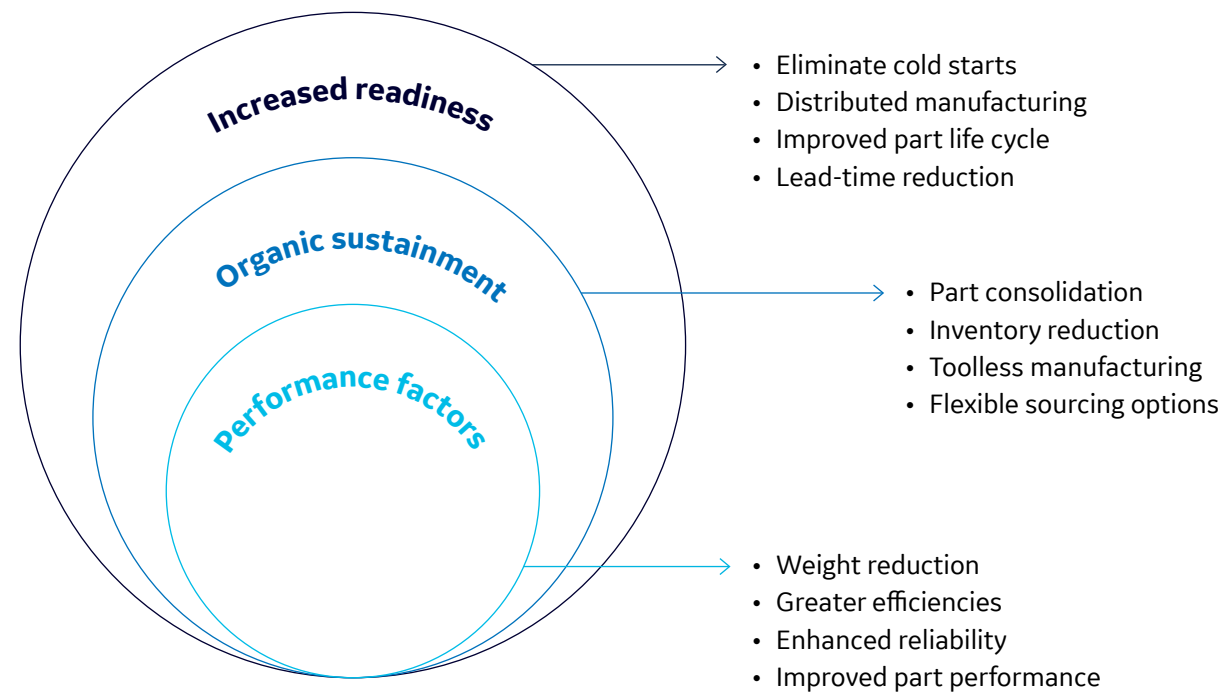 Increased readiness
• Eliminate cold starts
• Distributed manufacturing
• Improved part life cycle
• Lead-time reduction
Organic sustainment
• Part consolidation
• Inventory reduction
• Toolless manufacturing
• Flexible sourcing options
Performance factors
• Weight reduction
• Greater efficiencies
• Enhanced reliability
• Improved part performance